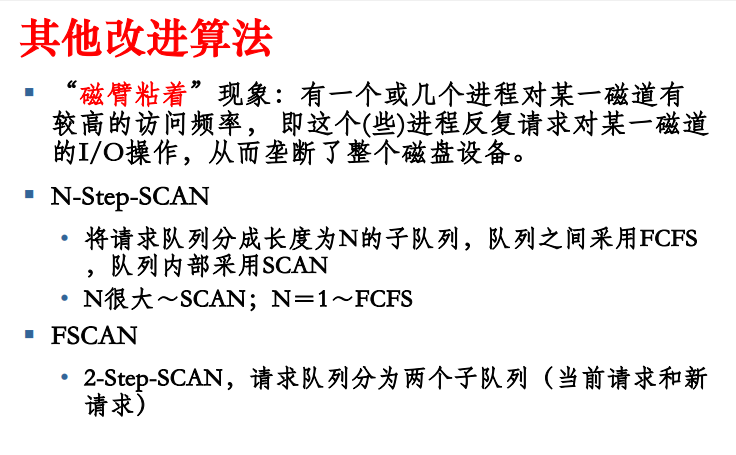 其他改进算法
“磁臂粘着”现象：有一个或几个进程对某一磁道有
较高的访问频率， 即这个(些)进程反复请求对某一磁道
的I/O操作，从而垄断了整个磁盘设备。
N-Step-SCAN
将请求队列分成长度为N的子队列，队列之间采用FCFS
，队列内部采用SCAN
N很大～SCAN；N＝1～FCFS
FSCAN
2-Step-SCAN，请求队列分为两个子队列（当前请求和新
请求）